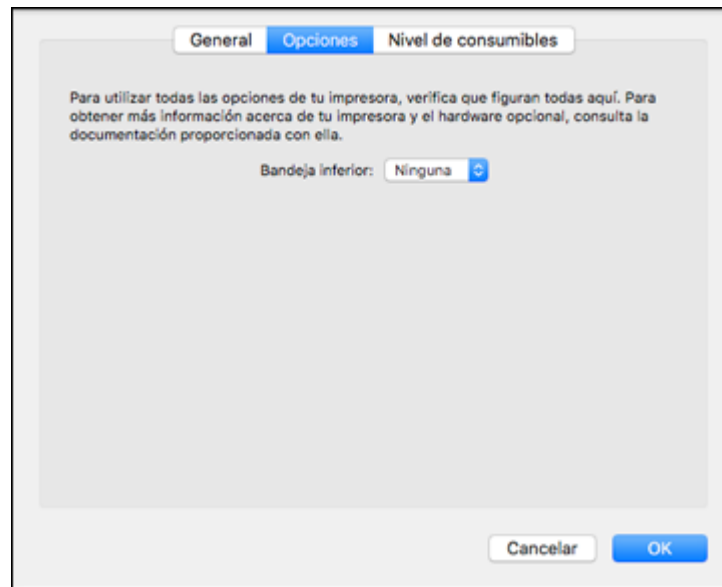 General Opciones Nivel de consumibles
Para utilizar todas las opciones de tu impresora, verifica que figuran todas aquí. Para
obtener más información acerca de tu impresora y el hardware opcional, consulta la
documentación proporcionada con ella.
Bandeja inferior: Ninguna
Cancelar OK